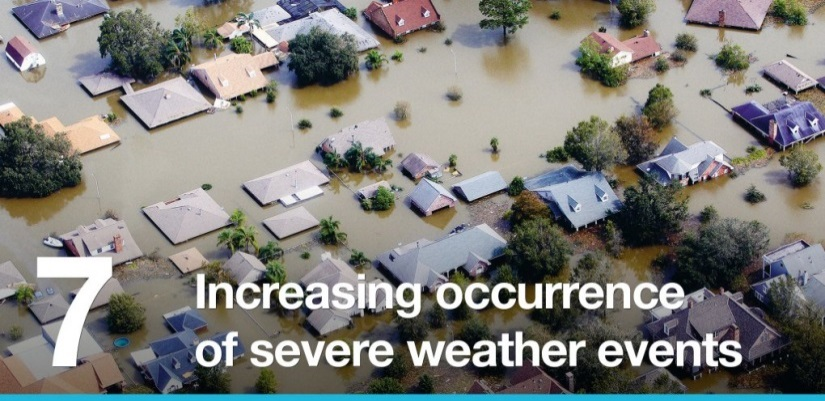 7
Increasing occurrence
of severe weather events